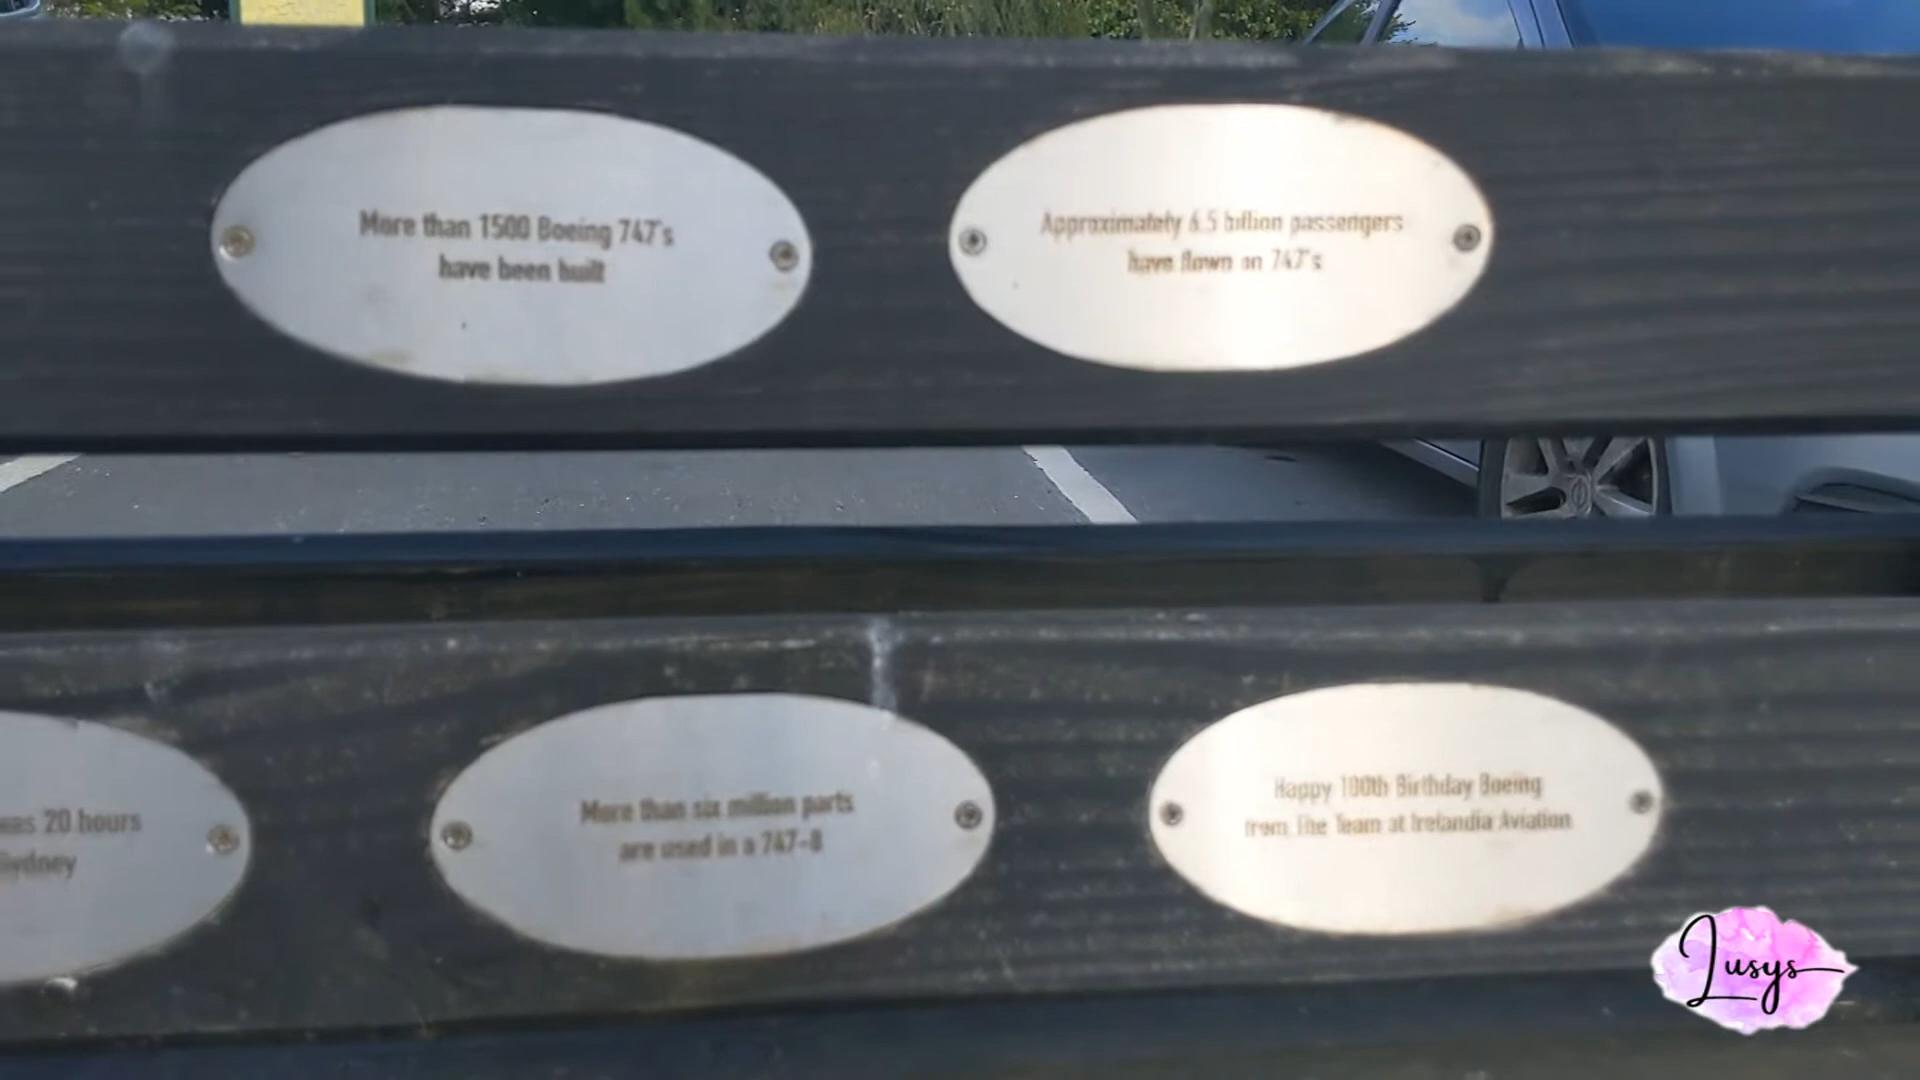 More than 1500 Boeing 747's
have been built
Approximately 6.5 billion passengers
have flown on 747's
was 20 hours
Sydney
More than six million parts
are used in a 747-8
Happy 100th Birthday Boeing
from The Team at Irelandia Aviation
Lusys